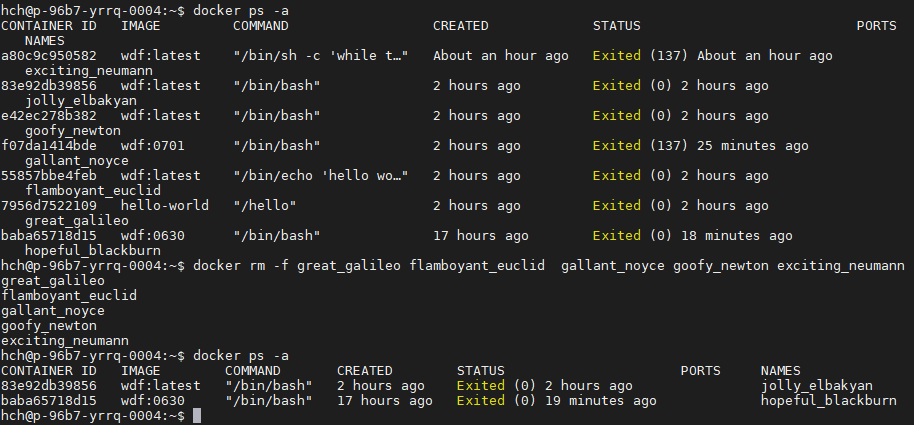 hch@p-96b7-yrrq-0004:~$ docker ps -a
CONTAINER ID   IMAGE         COMMAND                  CREATED             STATUS                           PORTS
   NAMES
a80c9c950582   wdf:latest    "/bin/sh -c 'while t…"   About an hour ago   Exited (137) About an hour ago
   exciting_neumann
83e92db39856   wdf:latest    "/bin/bash"              2 hours ago         Exited (0) 2 hours ago
   jolly_elbakyan
e42ec278b382   wdf:latest    "/bin/bash"              2 hours ago         Exited (0) 2 hours ago
   goofy_newton
f07da1414bde   wdf:0701      "/bin/bash"              2 hours ago         Exited (137) 25 minutes ago
   gallant_noyce
55857bbe4feb   wdf:latest    "/bin/echo 'hello wo…"   2 hours ago         Exited (0) 2 hours ago
   flamboyant_euclid
7956d7522109   hello-world   "/hello"                 2 hours ago         Exited (0) 2 hours ago
   great_galileo
baba65718d15   wdf:0630      "/bin/bash"              17 hours ago        Exited (0) 18 minutes ago
   hopeful_blackburn
hch@p-96b7-yrrq-0004:~$ docker rm -f great_galileo flamboyant_euclid  gallant_noyce goofy_newton exciting_neumann
great_galileo
flamboyant_euclid
gallant_noyce
goofy_newton
exciting_neumann
hch@p-96b7-yrrq-0004:~$ docker ps -a
CONTAINER ID   IMAGE        COMMAND       CREATED        STATUS                      PORTS     NAMES
83e92db39856   wdf:latest   "/bin/bash"   2 hours ago    Exited (0) 2 hours ago                jolly_elbakyan
baba65718d15   wdf:0630     "/bin/bash"   17 hours ago   Exited (0) 19 minutes ago             hopeful_blackburn
hch@p-96b7-yrrq-0004:~$